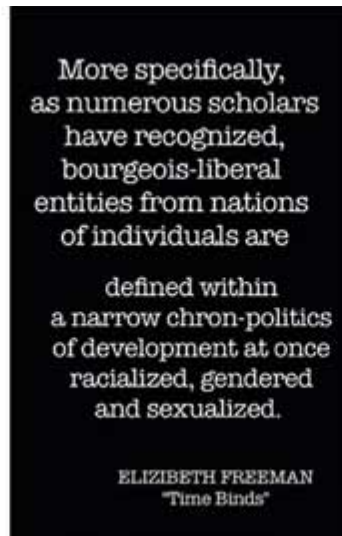 More specifically,
as numerous scholars
have recognized,
bourgeois-liberal
entities from nations
of individuals are
defined within
a narrow chron-politics
of development at once
racialized, gendered
and sexualized.
ELIZIBETH FREEMAN
"Time Binds"